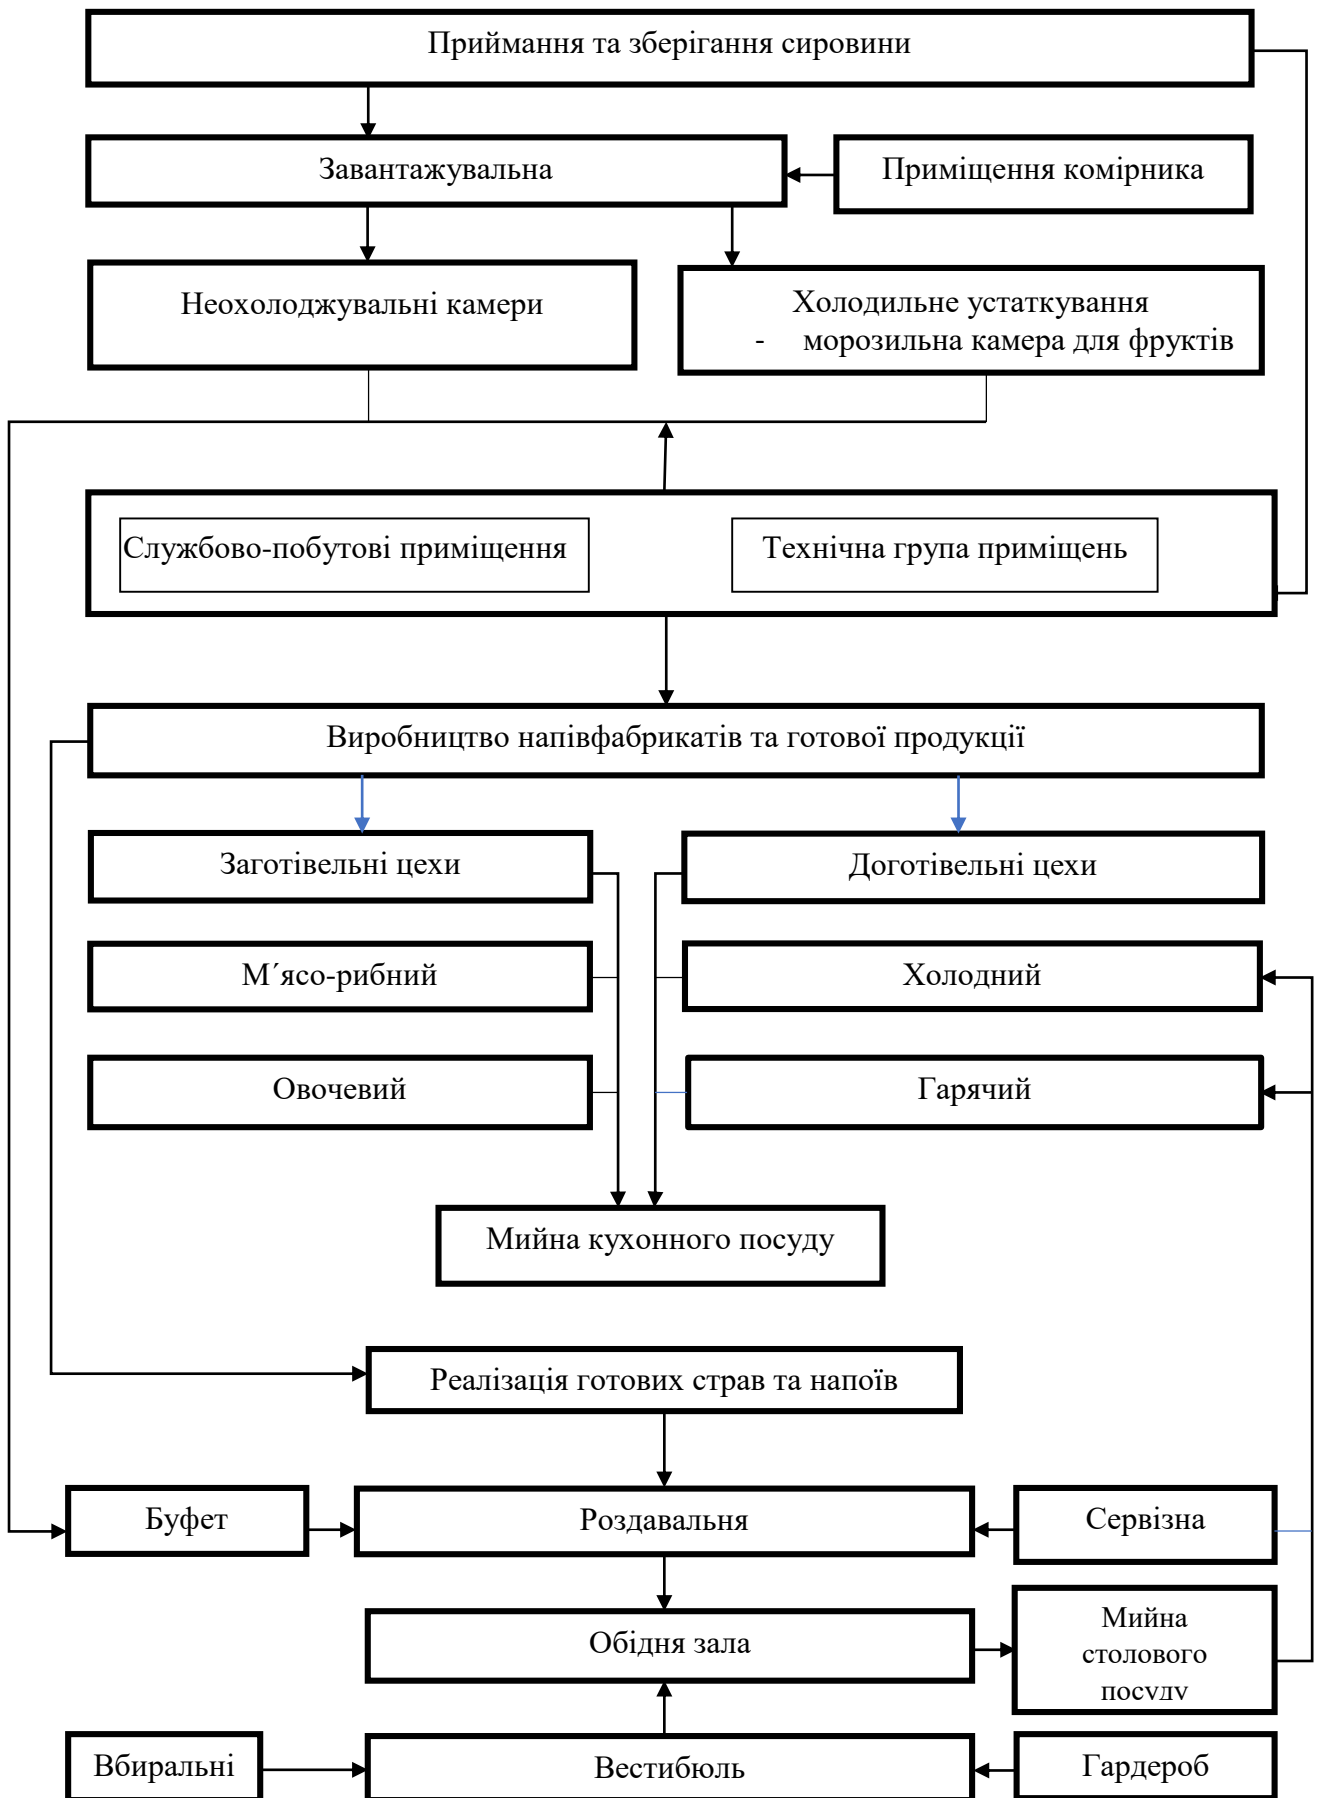 Приймання та зберігання сировини
Завантажувальна
Приміщення комірника
Неохолоджувальні камери
Холодильне устаткування
- морозильна камера для фруктів
Службово-побутові приміщення
Технічна група приміщень
Виробництво напівфабрикатів та готової продукції
Заготівельні цехи
Доготівельні цехи
М´ясо-рибний
Холодний
Овочевий
Гарячий
Мийна кухонного посуду
Реалізація готових страв та напоїв
Буфет
Роздавальня
Сервізна
Обідня зала
Мийна
столового
посуду
Вбиральні
Вестибюль
Гардероб